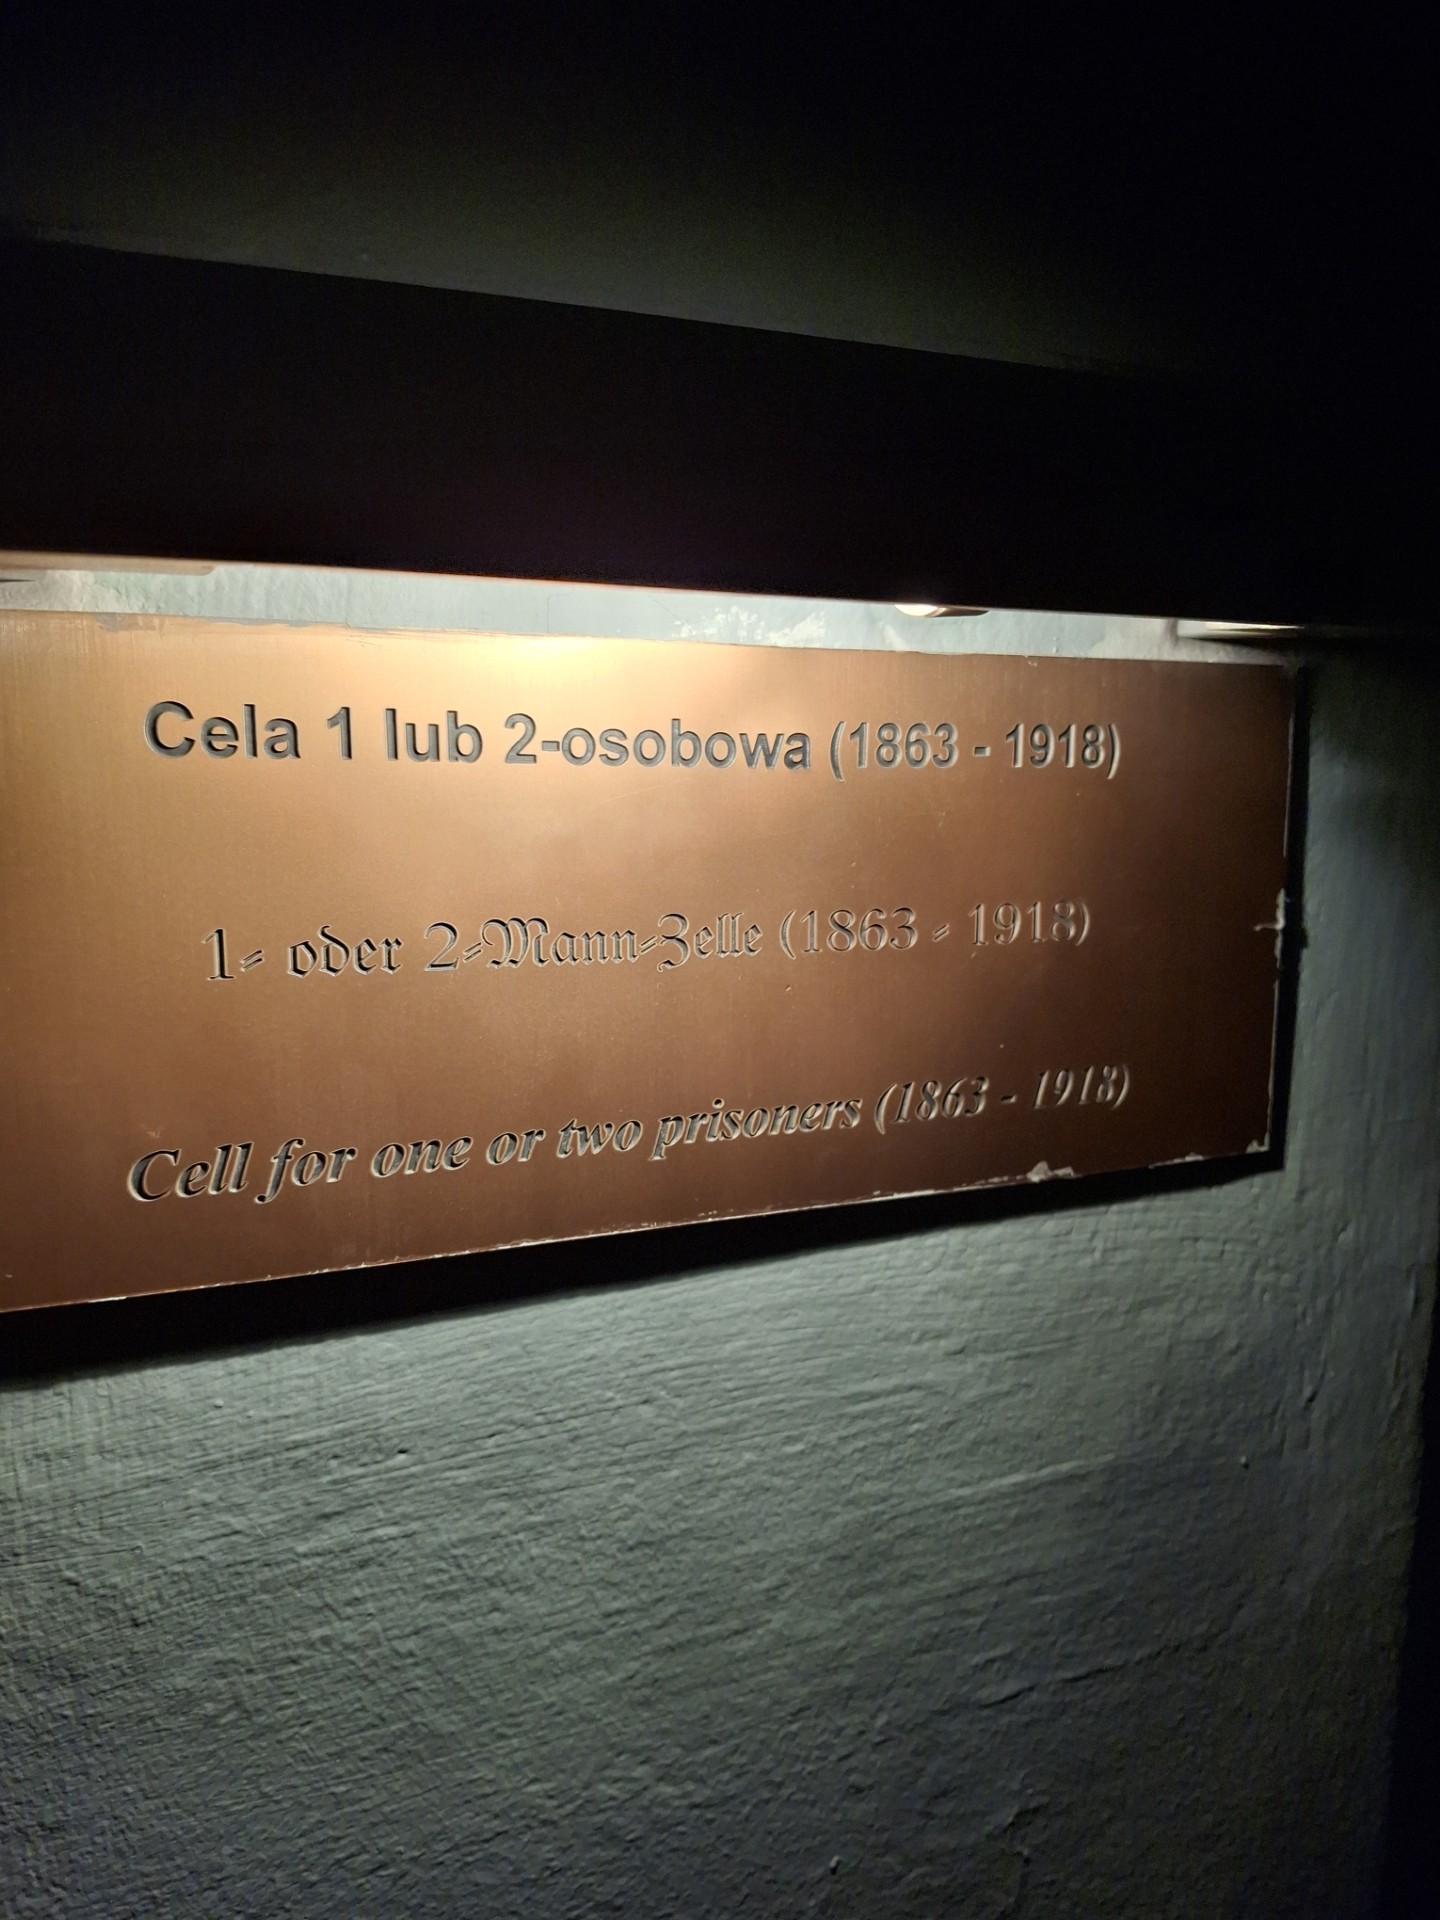 Cela 1 lub 2-osobowa (1863 - 1918)
1- oder 2-Mann-Zelle (1863 - 1918)
Cell for one or two prisoners (1863 - 1918)